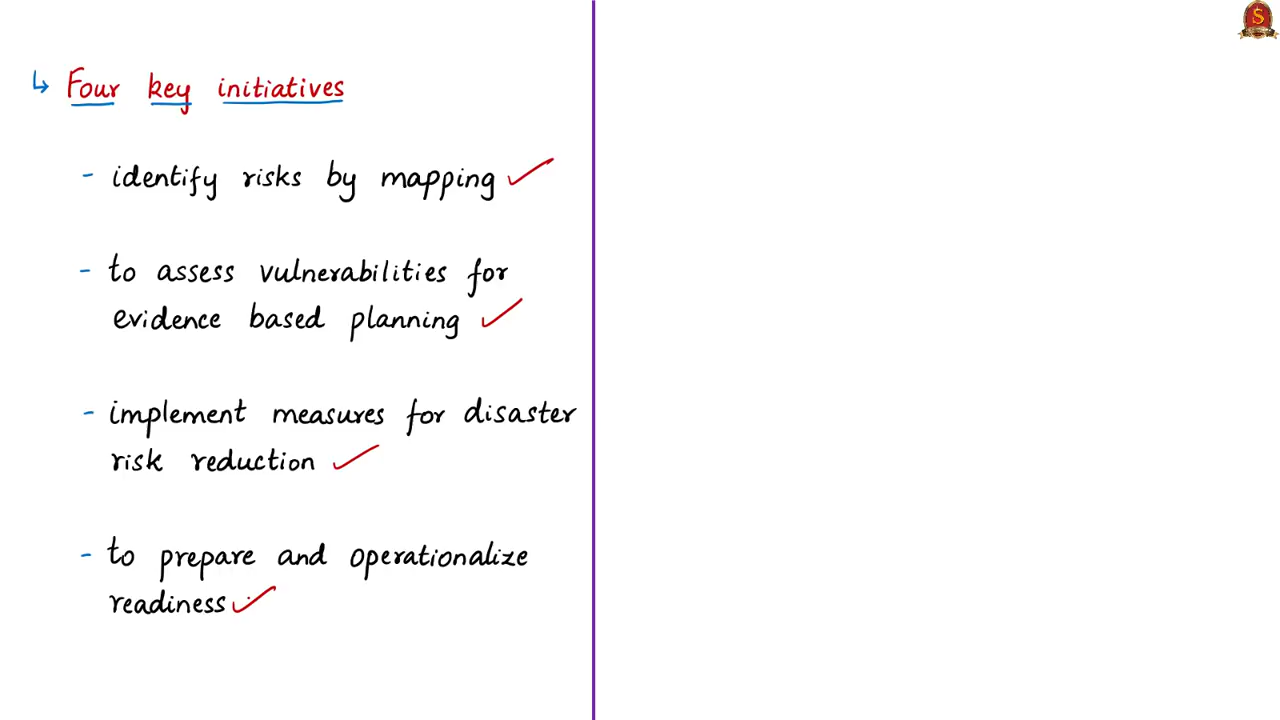 ↳ Four key initiatives
- identify risks by mapping ✓
- to assess vulnerabilities for
evidence based planning ✓
- implement measures for disaster
risk reduction ✓
- to prepare and operationalize
readiness ✓
S